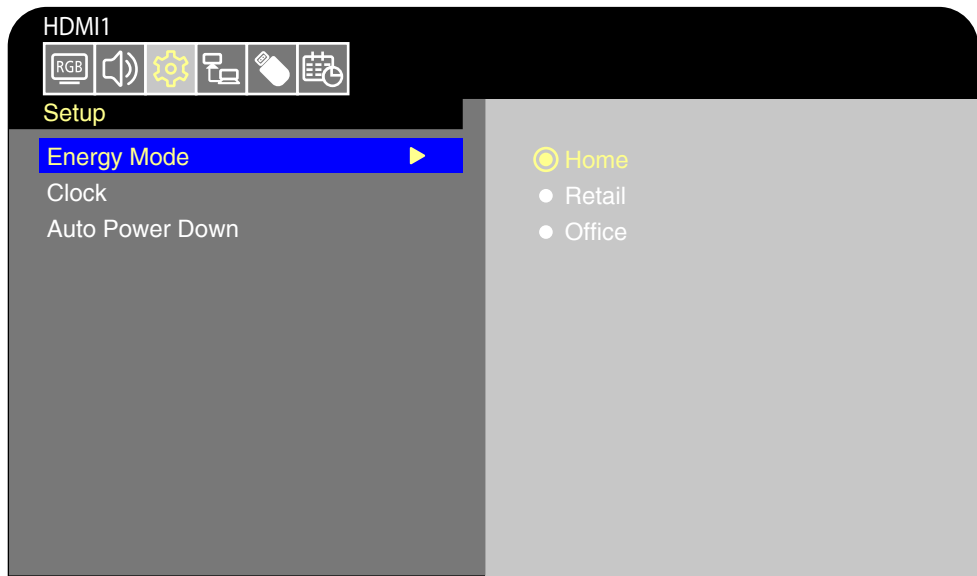 HDMI1
RGB
Setup
Energy Mode
Clock
Auto Power Down
Home
Retail
Office